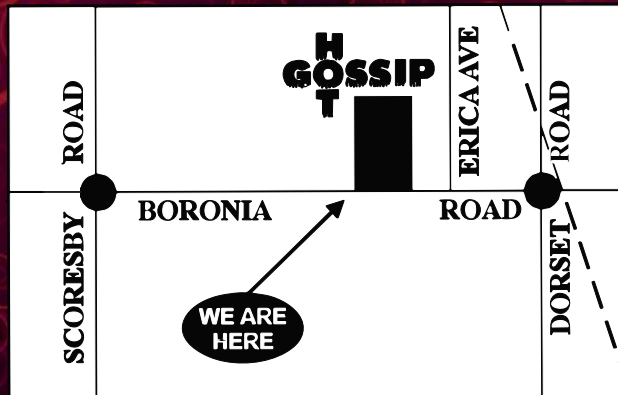 HOT
GOSSIP
ERICA AVE
ROAD
ROAD
BORONIA
ROAD
SCORESBY
DORSET
WE ARE
HERE